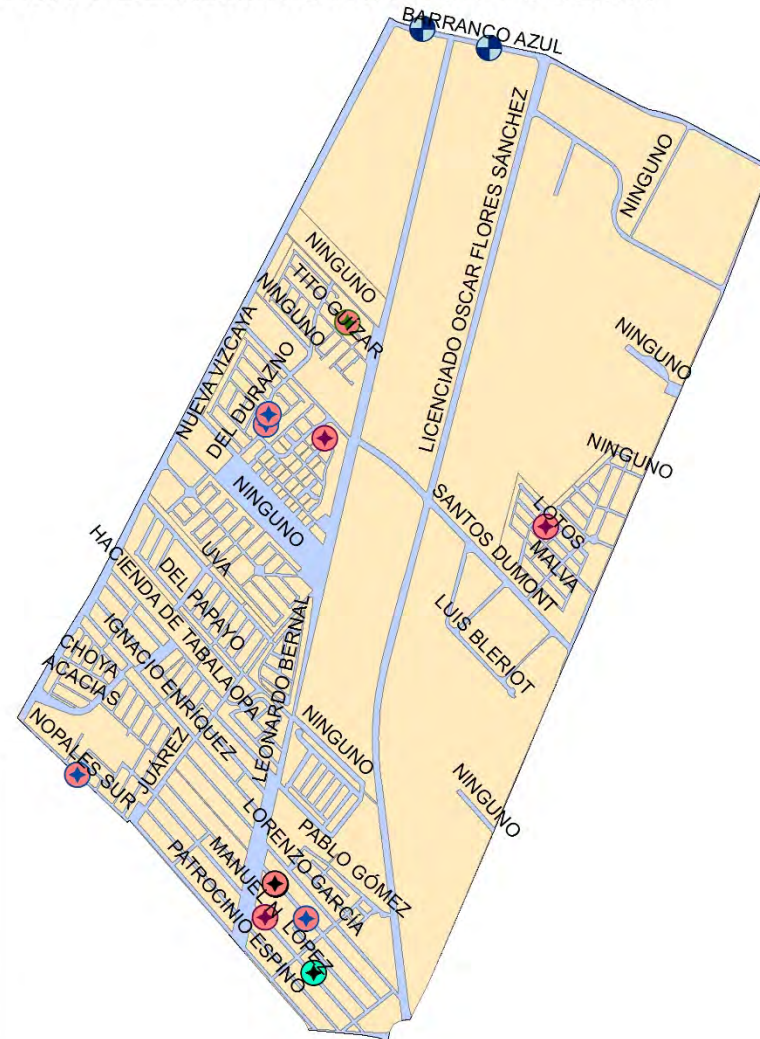 BARRANCO AZUL
LICENCIADO OSCAR FLORES SÁNCHEZ
NINGUNO
NINGUNO
TITO GUÍZAR
NINGUNO
NINGUNO
NUEVA VIZCAYA
DEL DURAZNO
NINGUNO
NINGUNO
LOTOS
MALVA
SANTOS DUMONT
HACIENDA DE TABALAOPA
UVA
DEL PAPAYO
LUIS BLERIOT
IGNACIO ENRÍQUEZ
LEONARDO BERNAL
CHOYA
ACACIAS
NINGUNO
NOPALES SUR
JUÁREZ
NINGUNO
LORENZO GARCÍA
PABLO GÓMEZ
MANUEL N. LÓPEZ
PATROCINIO ESPINO